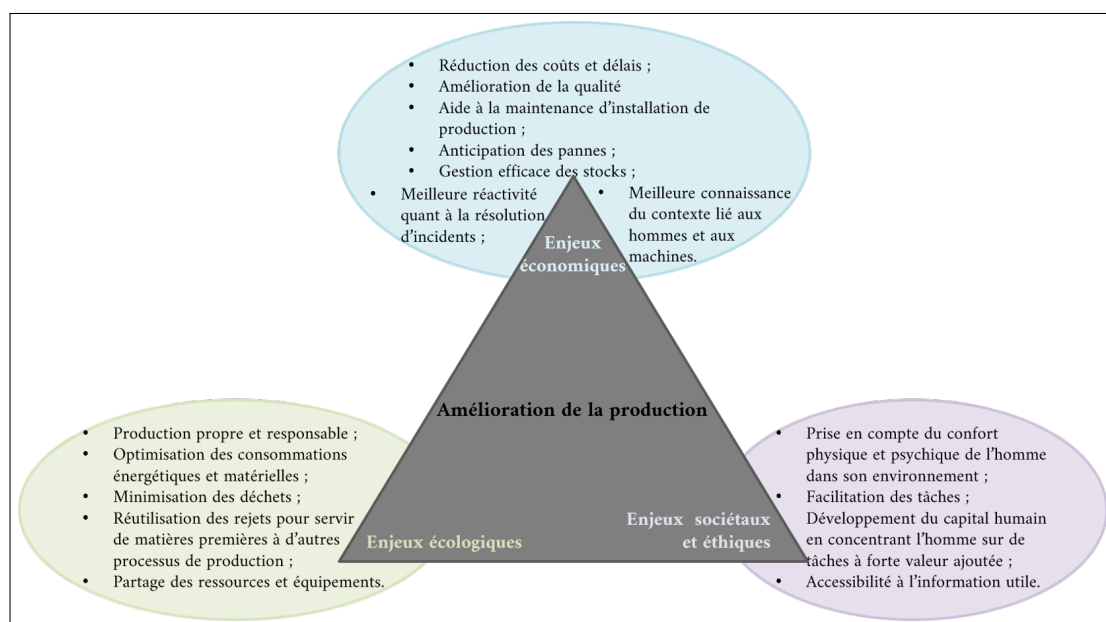 • Réduction des coûts et délais ;
• Amélioration de la qualité
• Aide à la maintenance d'installation de
production ;
• Anticipation des pannes ;
• Gestion efficace des stocks ;
• Meilleure réactivité
quant à la résolution
d'incidents ;
• Meilleure connaissance
du contexte lié aux
hommes et aux
machines.
Enjeux
économiques
Amélioration de la production
• Production propre et responsable ;
• Optimisation des consommations
énergétiques et matérielles ;
• Minimisation des déchets ;
• Réutilisation des rejets pour servir
de matières premières à d'autres
processus de production ;
• Partage des ressources et équipements.
Enjeux écologiques
Enjeux sociétaux
et éthiques
• Prise en compte du confort
physique et psychique de l'homme
dans son environnement ;
• Facilitation des tâches ;
• Développement du capital humain
en concentrant l'homme sur de
tâches à forte valeur ajoutée ;
• Accessibilité à l'information utile.